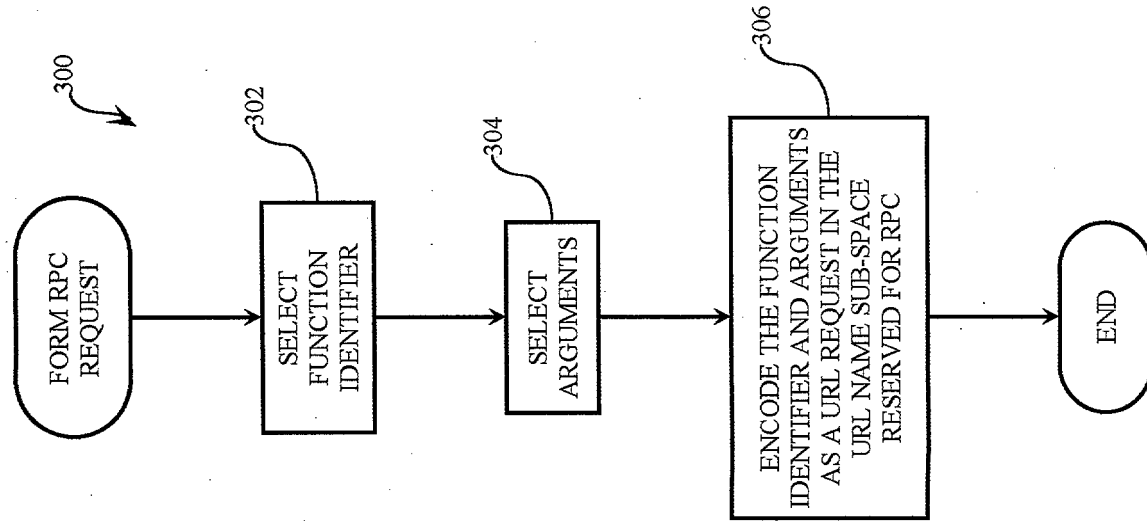 300
FORM RPC
REQUEST
302
SELECT
FUNCTION
IDENTIFIER
304
SELECT
ARGUMENTS
306
ENCODE THE FUNCTION
IDENTIFIER AND ARGUMENTS
AS A URL REQUEST IN THE
URL NAME SUB-SPACE
RESERVED FOR RPC
END